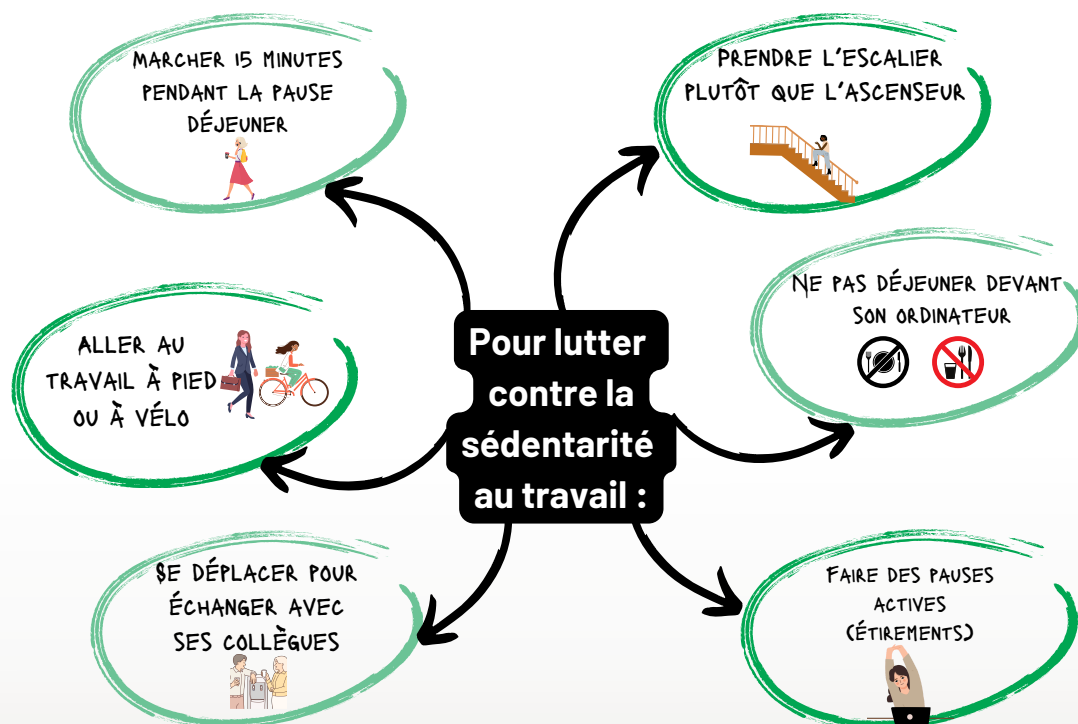 MARCHER 15 MINUTES
PENDANT LA PAUSE
DÉJEUNER
PRENDRE L'ESCALIER
PLUTÔT QUE L'ASCENSEUR
NE PAS DÉJEUNER DEVANT
SON ORDINATEUR
ALLER AU
TRAVAIL À PIED
OU À VÉLO
Pour lutter
contre la
sédentarité
au travail :
SE DÉPLACER POUR
ÉCHANGER AVEC
SES COLLÈGUES
FAIRE DES PAUSES
ACTIVES
(ÉTIREMENTS)